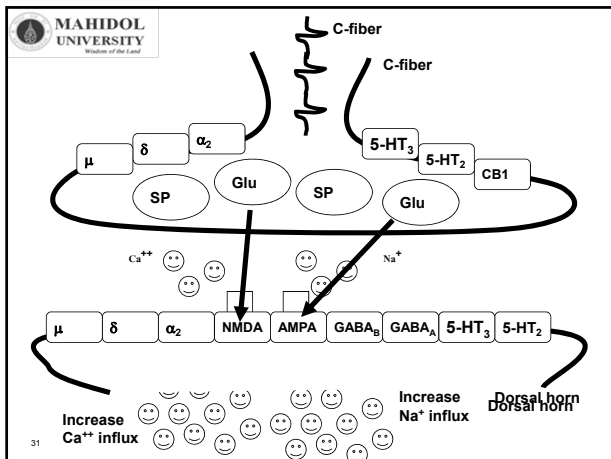 MAHIDOL
UNIVERSITY
Wisdom of the Land
C-fiber
C-fiber
μ
δ
α₂
5-HT₃
5-HT₂
CB1
SP
Glu
SP
Glu
Ca⁺⁺
Na⁺
μ
δ
α₂
NMDA
AMPA
GABA_B
GABA_A
5-HT₃
5-HT₂
Increase
Ca⁺⁺ influx
Increase
Na⁺ influx
Dorsal horn
Dorsal horn
31